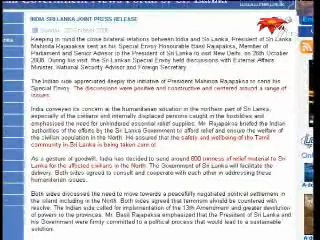 INDIA SRI LANKA JOINT PRESS RELEASE
Keeping in mind the close bilateral relations between India and Sri Lanka, President of Sri Lanka
Mahinda Rajapaksa sent as his Special Envoy Honourable Basil Rajapaksa, Member of
Parliament and Senior Advisor to the President of Sri Lanka to visit New Delhi, on 26th October
2008. During his visit, the Sri Lankan Special Envoy held discussions with External Affairs
Minister, National Security Advisor and Foreign Secretary.
The Indian side appreciated deeply the initiative of President Mahinda Rajapaksa to send his
Special Envoy. The discussions were positive and constructive and centered around a range of
issues.
India conveyed its concern at the humanitarian situation in the northern part of Sri Lanka,
especially of the civilians and internally displaced persons caught in the hostilities and
emphasised the need for unhindered essential relief supplies. Mr. Rajapaksa briefed the Indian
authorities of the efforts by the Sri Lanka Government to afford relief and ensure the welfare of
the civilian population in the North. He assured that the safety and wellbeing of the Tamil
community in Sri Lanka is being taken care of.
As a gesture of goodwill, India has decided to send around 800 tonnes of relief material to Sri
Lanka for the affected civilians in the North. The Government of Sri Lanka will facilitate the
delivery. Both sides agreed to consult and cooperate with each other in addressing these
humanitarian issues.
Both sides discussed the need to move towards a peacefully negotiated political settlement in
the island including in the North. Both sides agreed that terrorism should be countered with
resolve. The Indian side called for implementation of the 13th Amendment and greater devolution
of powers to the provinces. Mr. Basil Rajapaksa emphasised that the President of Sri Lanka and
his Government were firmly committed to a political process that would lead to a sustainable
solution.